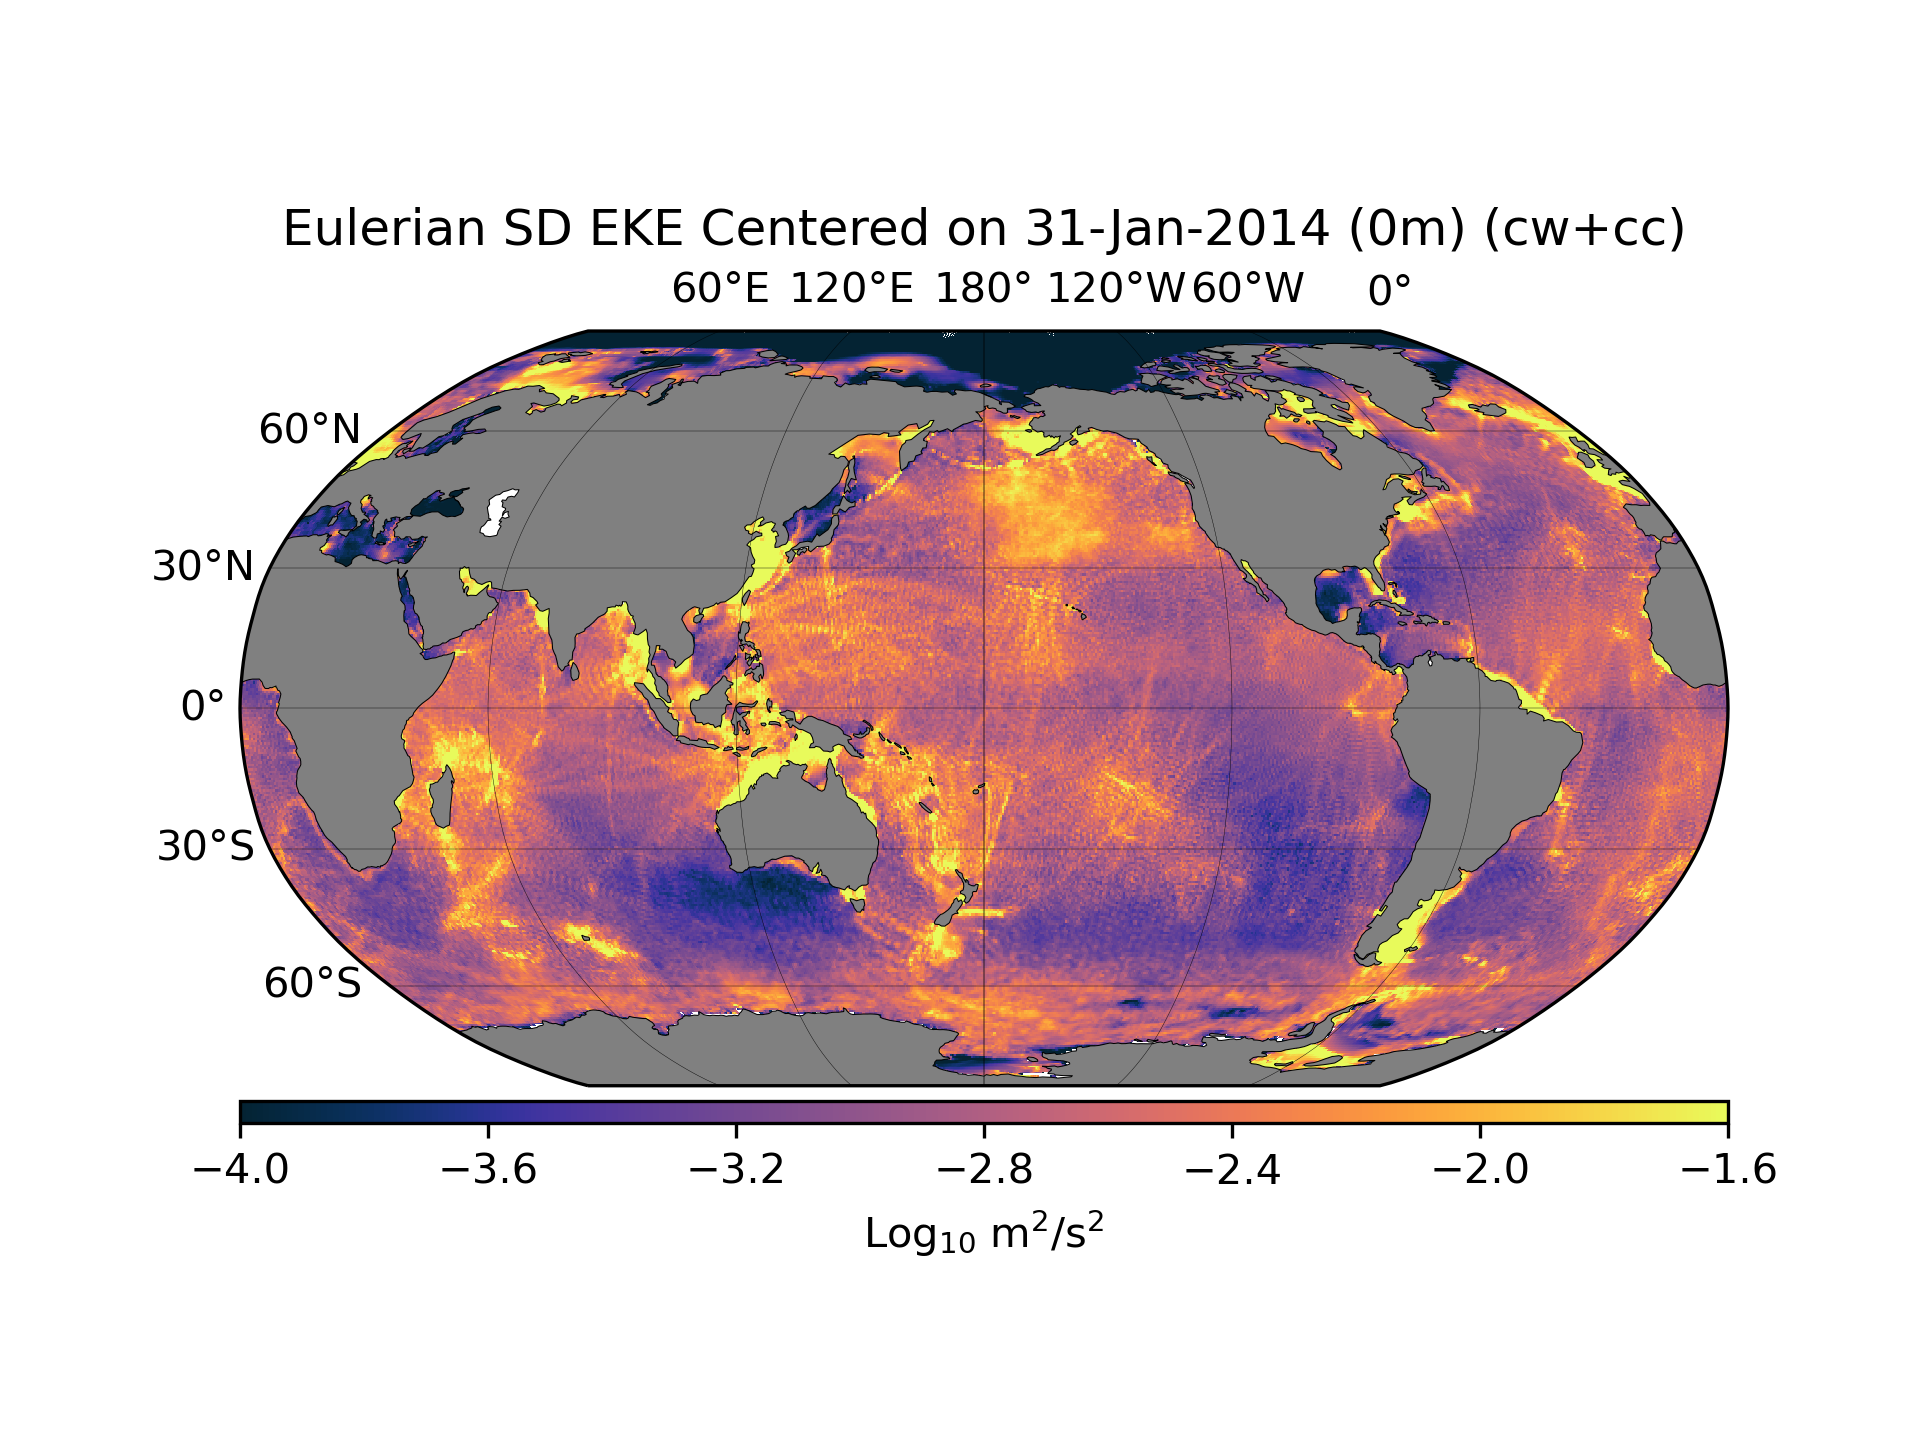 Eulerian SD EKE Centered on 31-Jan-2014 (0m) (cw+cc)
60°E 120°E 180° 120°W 60°W 0°
60°N
30°N
0°
30°S
60°S
−4.0 −3.6 −3.2 −2.8 −2.4 −2.0 −1.6
Log₁₀ m²/s²